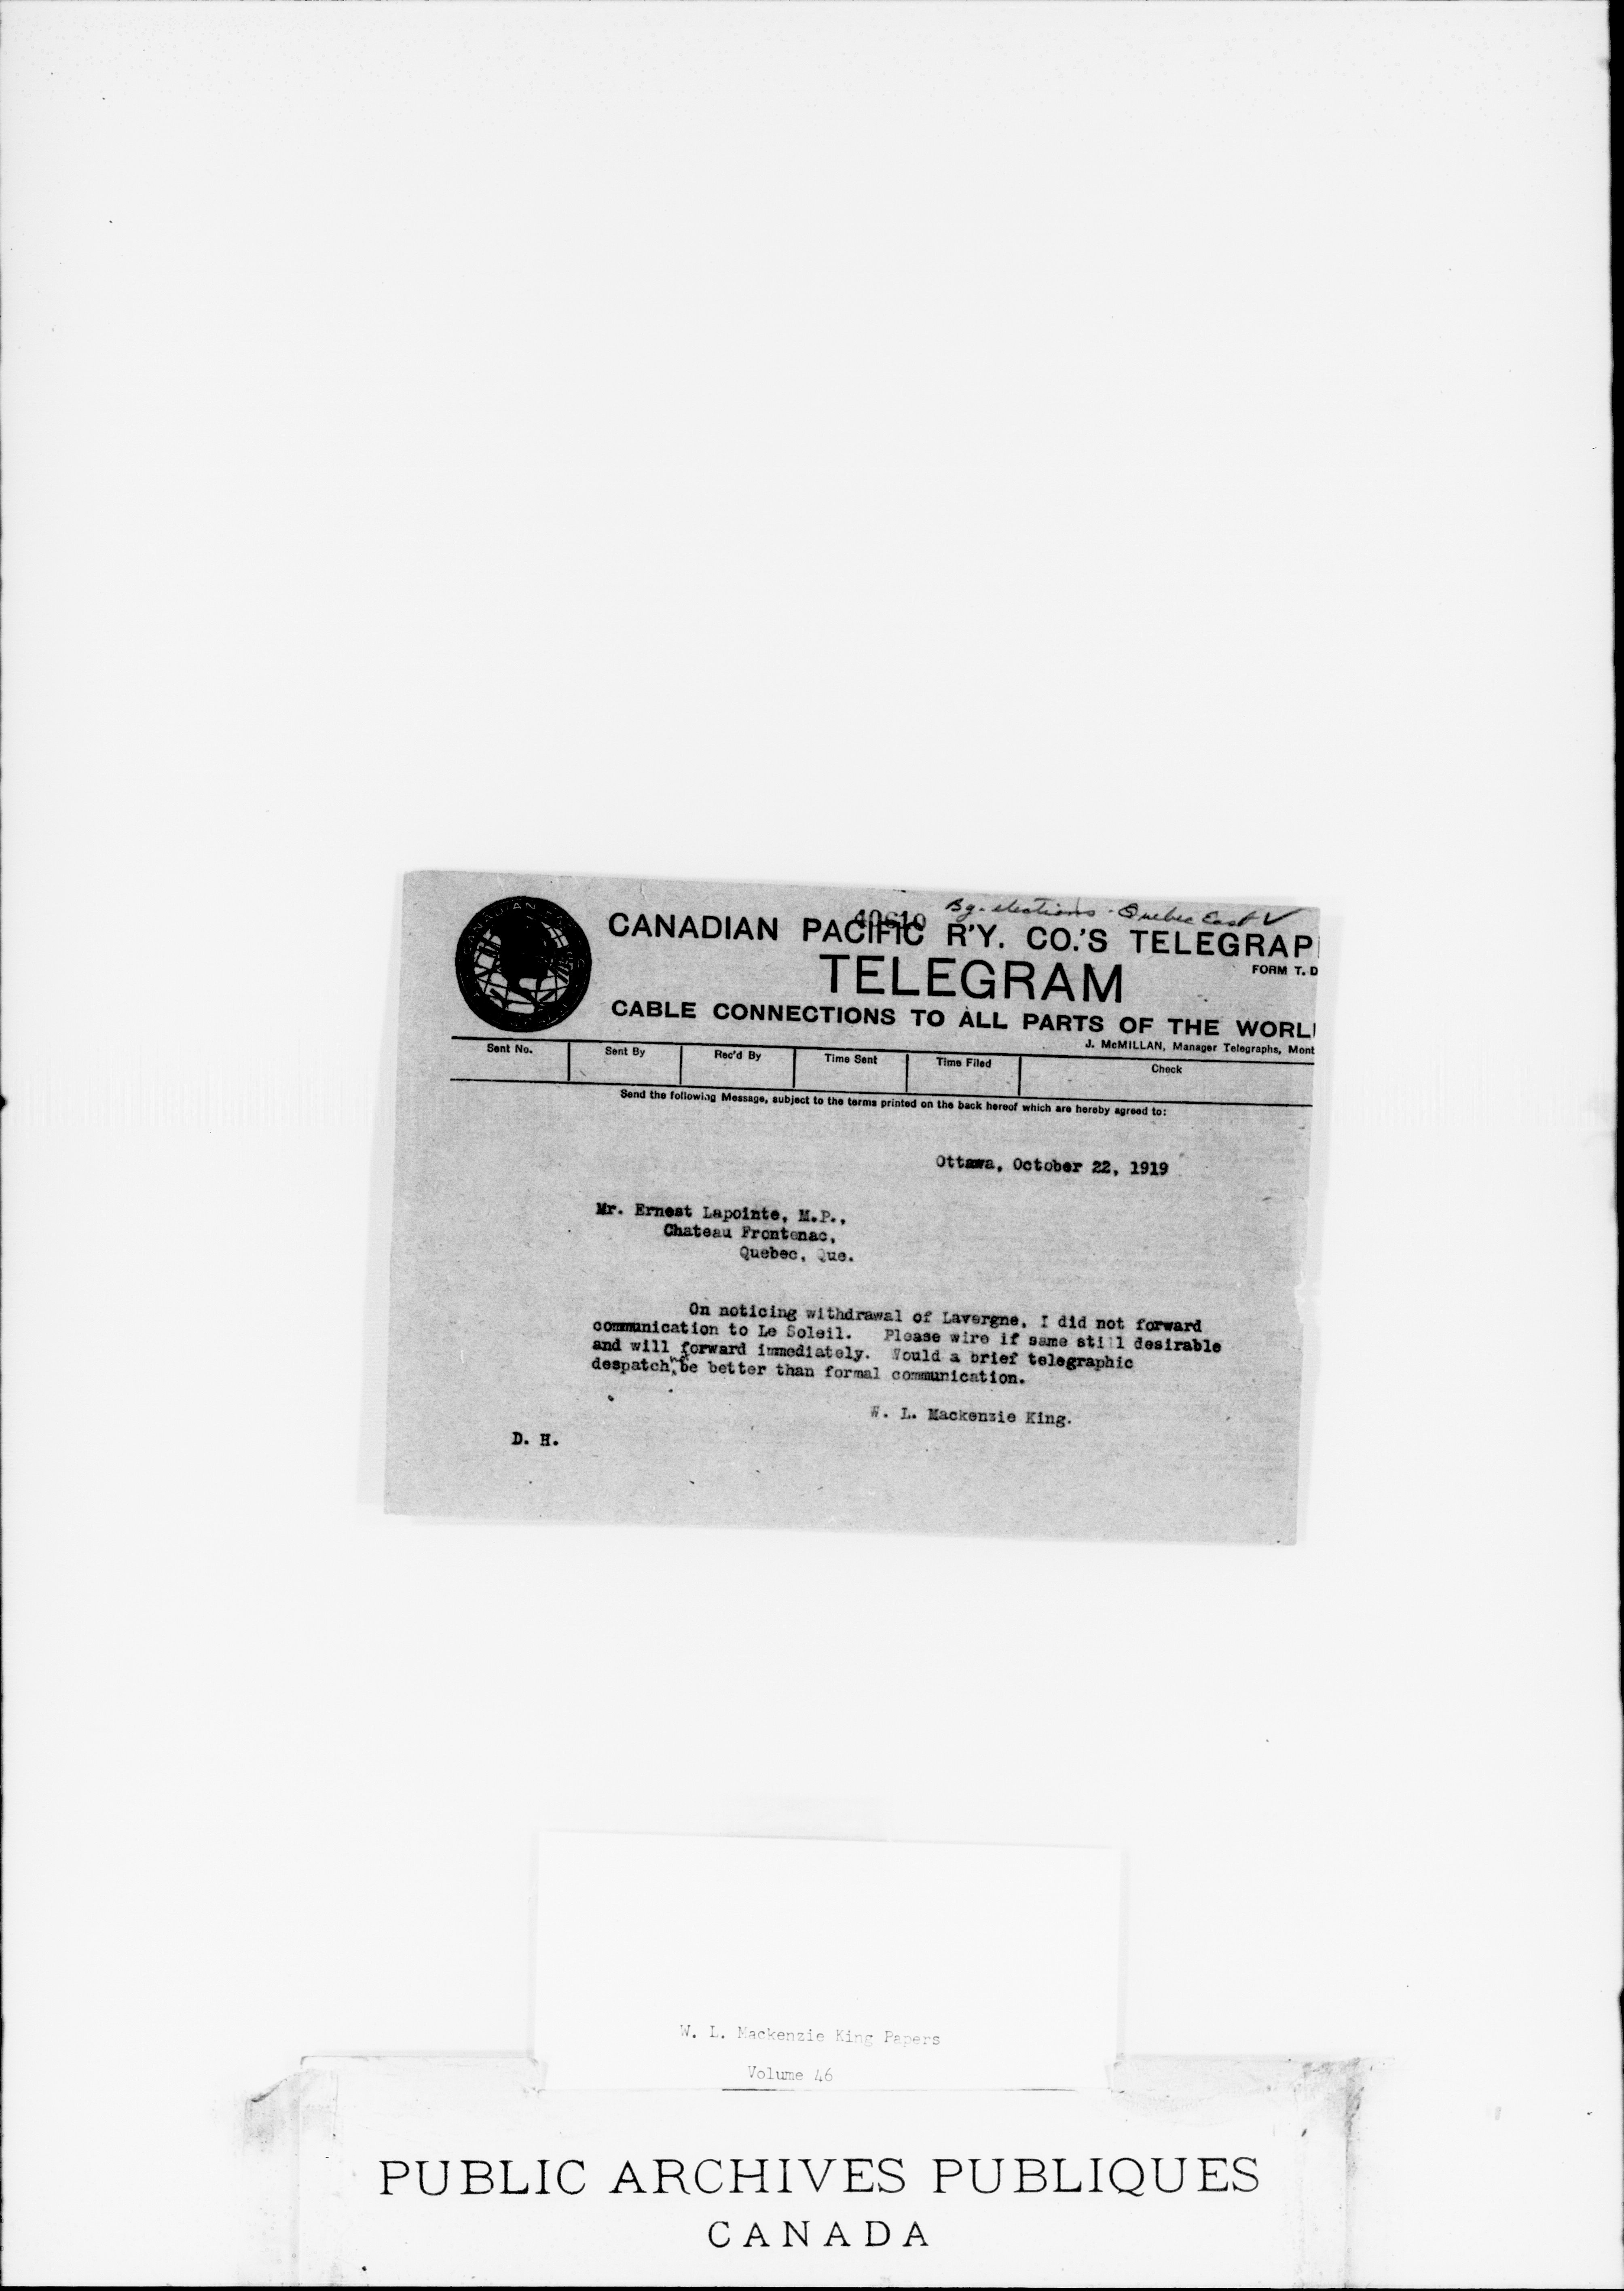 By-elections - Quebec East V
40610
CANADIAN PACIFIC R'Y. CO.'S TELEGRAP
FORM T. D
TELEGRAM
CABLE CONNECTIONS TO ALL PARTS OF THE WORL
J. McMILLAN, Manager Telegraphs, Mont
Sent No. Sent By Rec'd By Time Sent Time Filed Check
Send the following Message, subject to the terms printed on the back hereof which are hereby agreed to:
Ottawa, October 22, 1919
Mr. Ernest Lapointe, M.P.,
Chateau Frontenac,
Quebec, Que.
On noticing withdrawal of Lavergne, I did not forward
communication to Le Soleil. Please wire if same still desirable
and will forward immediately. Would a brief telegraphic
despatch be better than formal communication.
W. L. Mackenzie King.
D. H.
W. L. Mackenzie King Papers
Volume 46
PUBLIC ARCHIVES PUBLIQUES
CANADA